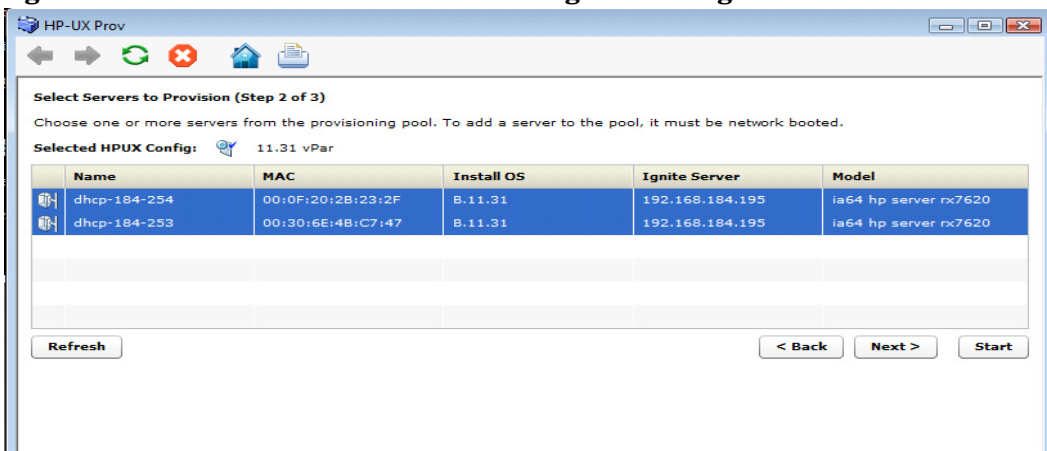 HP-UX Prov
Select Servers to Provision (Step 2 of 3)
Choose one or more servers from the provisioning pool. To add a server to the pool, it must be network booted.
Selected HPUX Config: 11.31 vPar
Name MAC Install OS Ignite Server Model
dhcp-184-254 00:0F:20:2B:23:2F B.11.31 192.168.184.195 ia64 hp server rx7620
dhcp-184-253 00:30:6E:4B:C7:47 B.11.31 192.168.184.195 ia64 hp server rx7620
Refresh < Back Next > Start